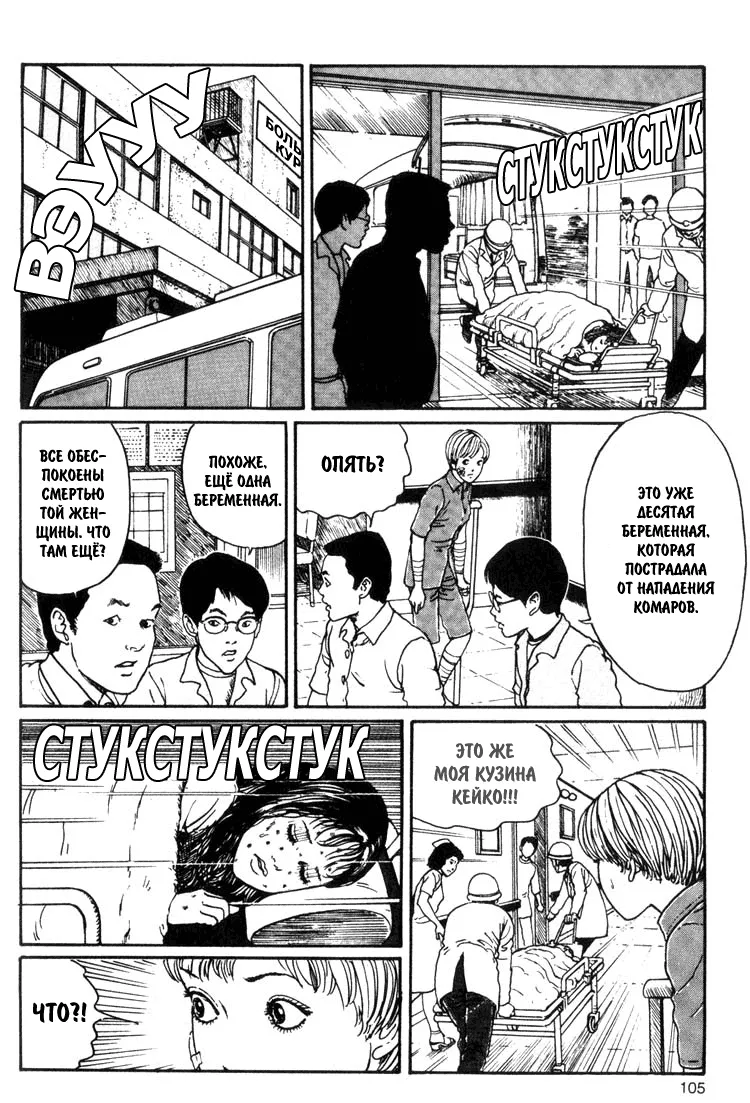 ВЭУУУ
БОЛЬ
КУР
СТУКСТУКСТУК
ВСЕ ОБЕС-
ПОКОЕНЫ
СМЕРТЬЮ
ТОЙ ЖЕН-
ЩИНЫ. ЧТО
ТАМ ЕЩЁ?
ПОХОЖЕ,
ЕЩЁ ОДНА
БЕРЕМЕННАЯ.
ОПЯТЬ?
ЭТО УЖЕ
ДЕСЯТАЯ
БЕРЕМЕННАЯ,
КОТОРАЯ
ПОСТРАДАЛА
ОТ НАПАДЕНИЯ
КОМАРОВ.
СТУКСТУКСТУК
ЭТО ЖЕ
МОЯ КУЗИНА
КЕЙКО!!!
ЧТО?!
105